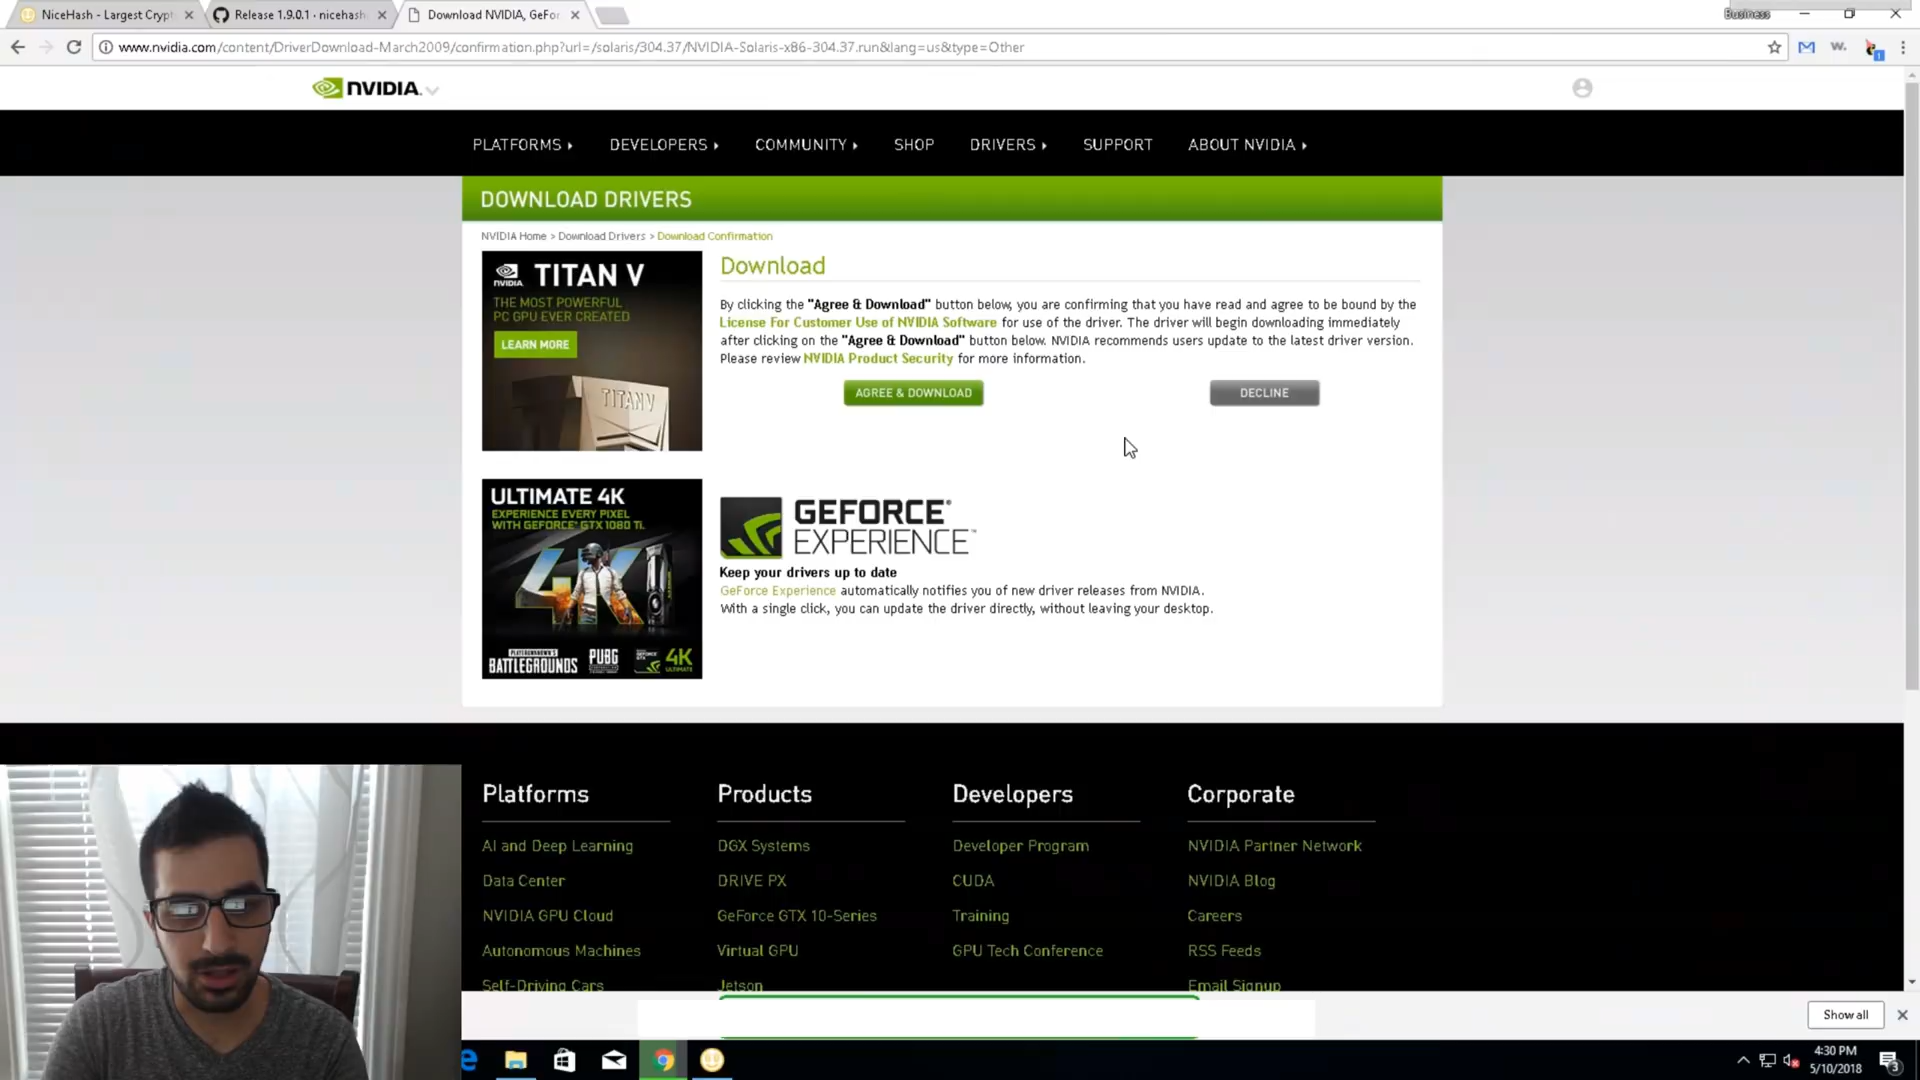 NiceHash - Largest Crypt
Release 1.9.0.1 · nicehash
Download NVIDIA, GeFor
Business
www.nvidia.com/content/DriverDownload-March2009/confirmation.php?url=/solaris/304.37/NVIDIA-Solaris-x86-304.37.run&lang=us&type=Other
NVIDIA.
PLATFORMS
DEVELOPERS
COMMUNITY
SHOP
DRIVERS
SUPPORT
ABOUT NVIDIA
DOWNLOAD DRIVERS
NVIDIA Home > Download Drivers > Download Confirmation
NVIDIA.
TITAN V
THE MOST POWERFUL
PC GPU EVER CREATED
LEARN MORE
TITAN V
Download
By clicking the "Agree & Download" button below, you are confirming that you have read and agree to be bound by the
License For Customer Use of NVIDIA Software for use of the driver. The driver will begin downloading immediately
after clicking on the "Agree & Download" button below. NVIDIA recommends users update to the latest driver version.
Please review NVIDIA Product Security for more information.
AGREE & DOWNLOAD
DECLINE
ULTIMATE 4K
EXPERIENCE EVERY PIXEL
WITH GEFORCE® GTX 1080 Ti.
4K
PLAYERUNKNOWN'S
BATTLEGROUNDS
PUBG
4K
ULTIMATE
GEFORCE®
EXPERIENCE™
Keep your drivers up to date
GeForce Experience automatically notifies you of new driver releases from NVIDIA.
With a single click, you can update the driver directly, without leaving your desktop.
Platforms
AI and Deep Learning
Data Center
NVIDIA GPU Cloud
Autonomous Machines
Self-Driving Cars
Products
DGX Systems
DRIVE PX
GeForce GTX 10-Series
Virtual GPU
Jetson
Developers
Developer Program
CUDA
Training
GPU Tech Conference
Corporate
NVIDIA Partner Network
NVIDIA Blog
Careers
RSS Feeds
Email Signup
Show all
4:30 PM
5/10/2018
3